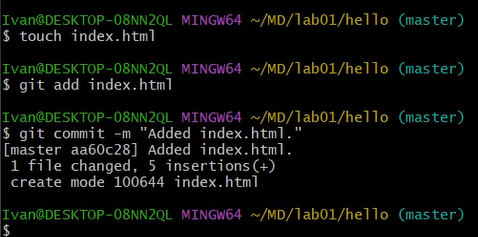 Ivan@DESKTOP-08NN2QL MINGW64 ~/MD/lab01/hello (master)
$ touch index.html
Ivan@DESKTOP-08NN2QL MINGW64 ~/MD/lab01/hello (master)
$ git add index.html
Ivan@DESKTOP-08NN2QL MINGW64 ~/MD/lab01/hello (master)
$ git commit -m "Added index.html."
[master aa60c28] Added index.html.
 1 file changed, 5 insertions(+)
 create mode 100644 index.html
Ivan@DESKTOP-08NN2QL MINGW64 ~/MD/lab01/hello (master)
$